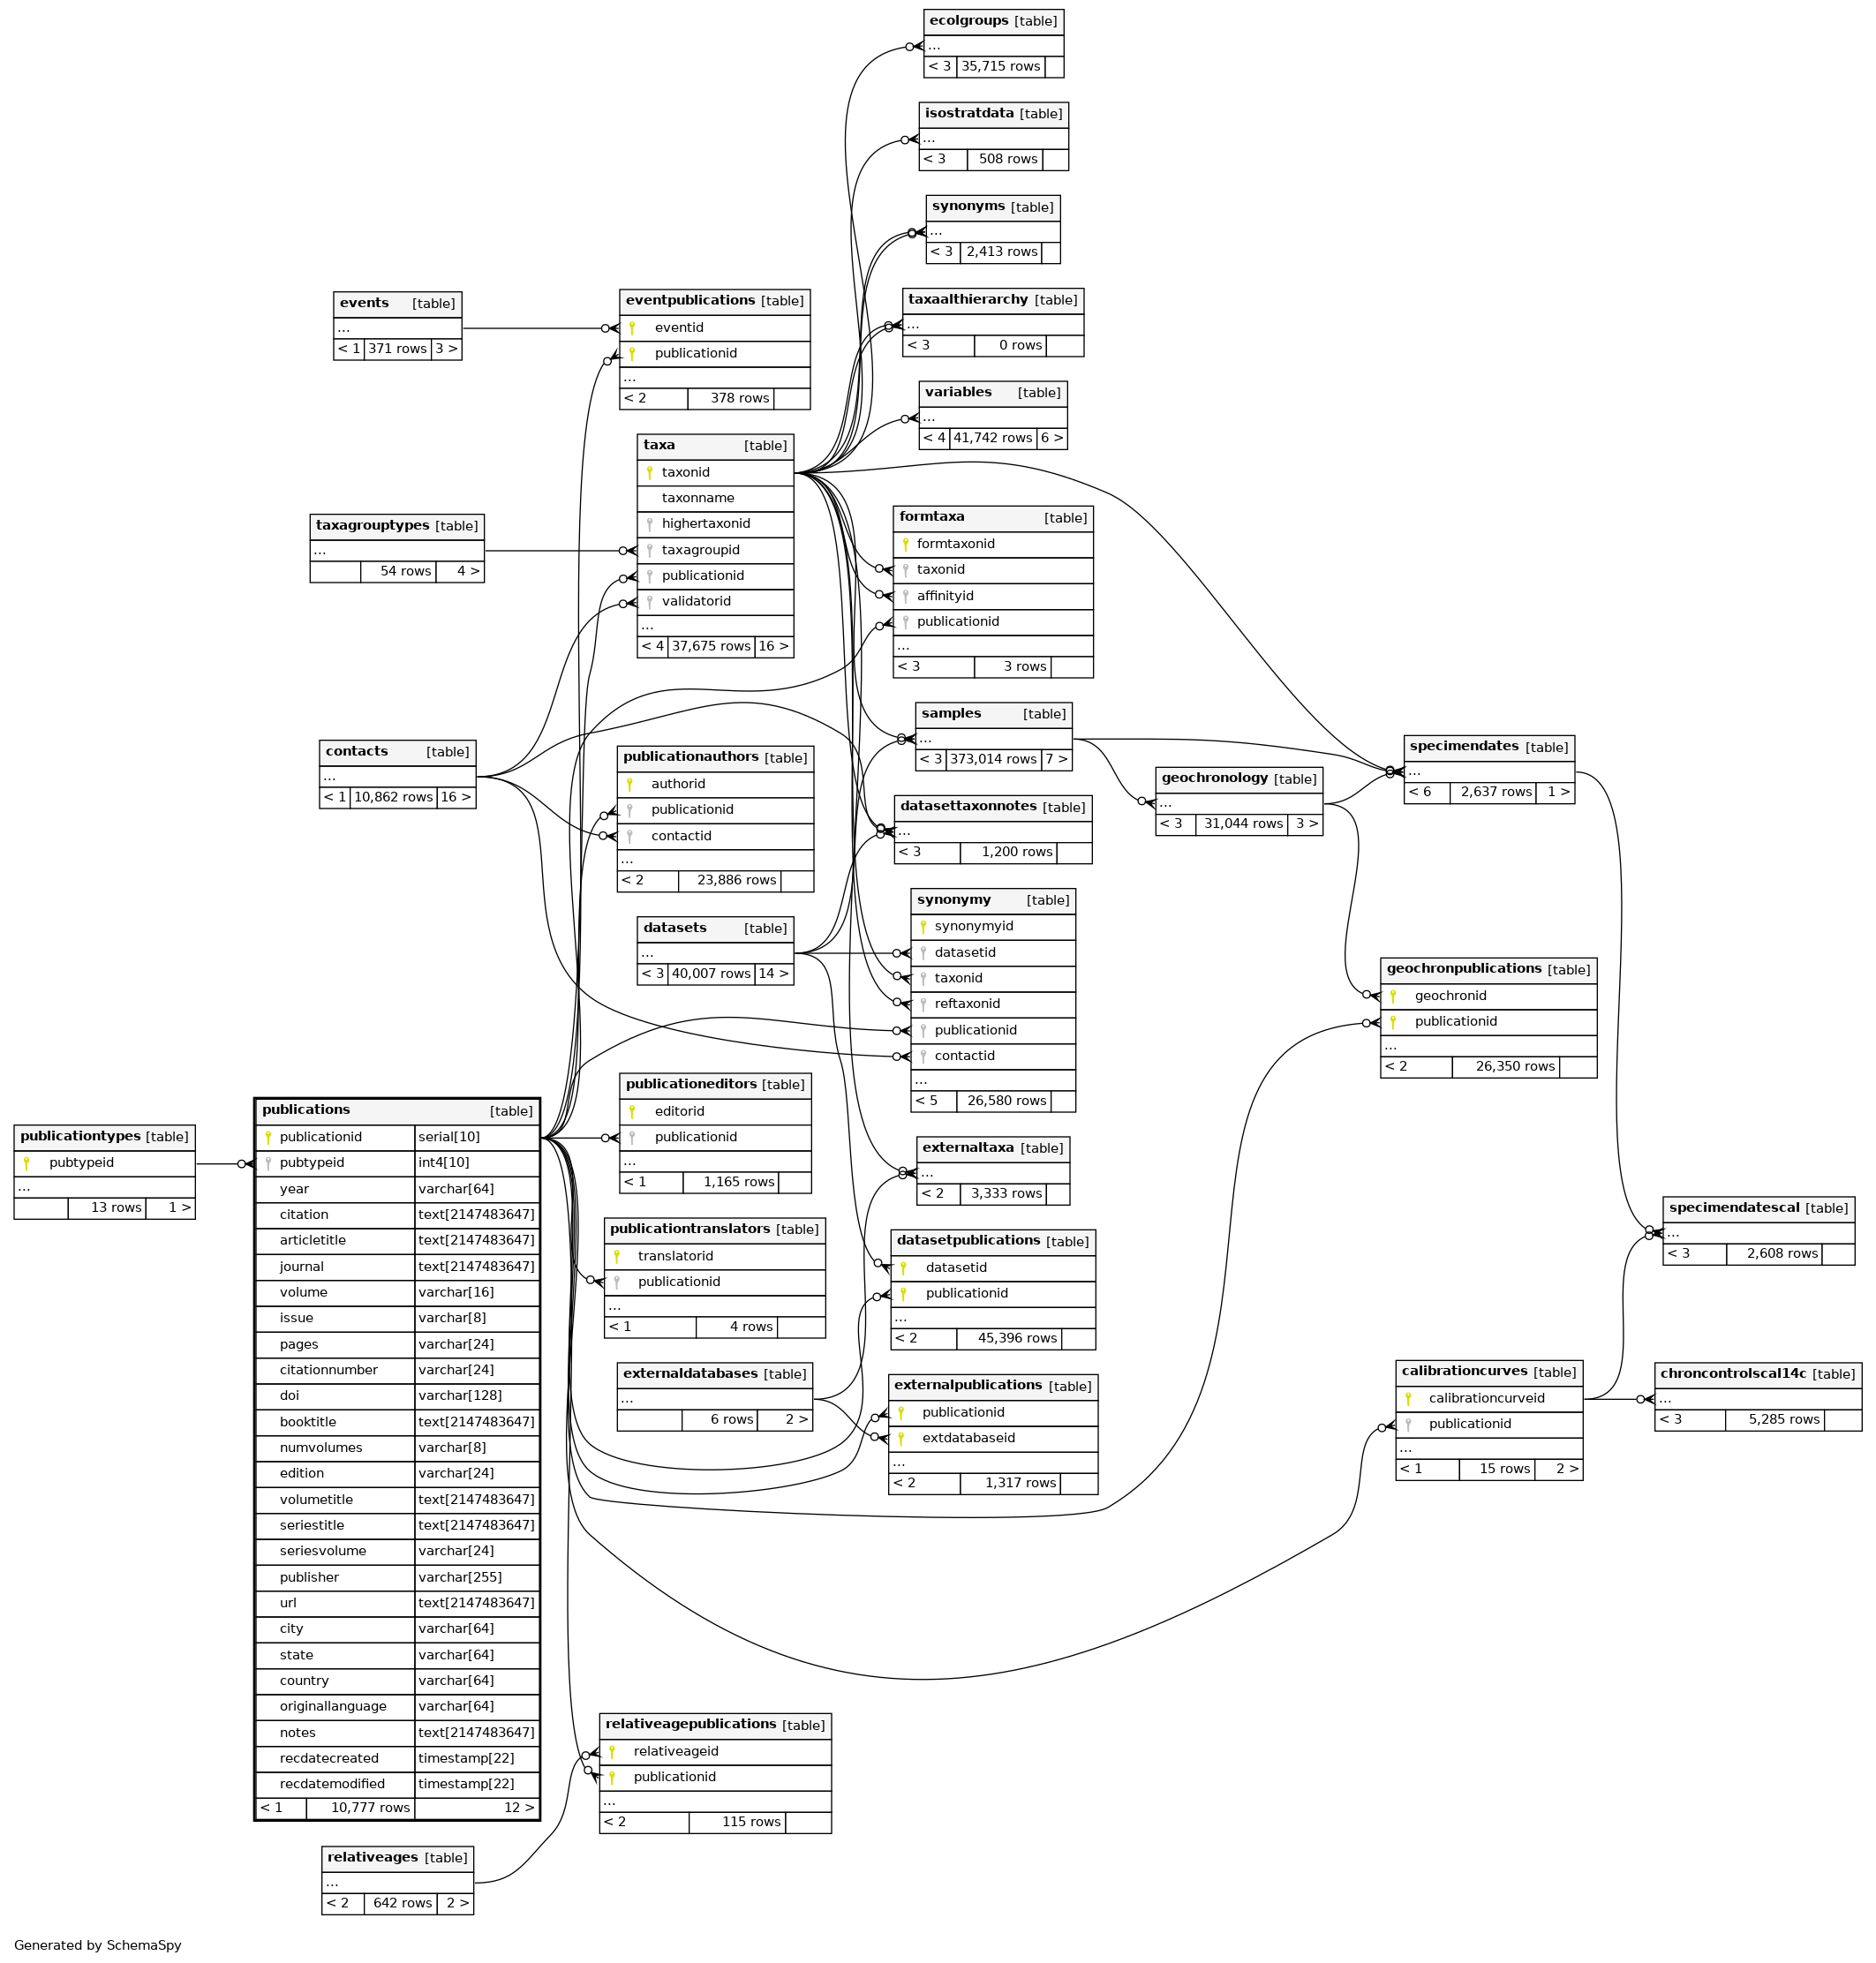 ecolgroups [table]
...
< 3 35,715 rows
isostratdata [table]
...
< 3 508 rows
synonyms [table]
...
< 3 2,413 rows
taxaalthierarchy [table]
...
< 3 0 rows
variables [table]
...
< 4 41,742 rows 6 >
events [table]
...
< 1 371 rows 3 >
eventpublications [table]
eventid
publicationid
...
< 2 378 rows
taxa [table]
taxonid
taxonname
highertaxonid
taxagroupid
publicationid
validatorid
...
< 4 37,675 rows 16 >
taxagrouptypes [table]
...
54 rows 4 >
formtaxa [table]
formtaxonid
taxonid
affinityid
publicationid
...
< 3 3 rows
contacts [table]
...
< 1 10,862 rows 16 >
publicationauthors [table]
authorid
publicationid
contactid
...
< 2 23,886 rows
samples [table]
...
< 3 373,014 rows 7 >
datasettaxonnotes [table]
...
< 3 1,200 rows
geochronology [table]
...
< 3 31,044 rows 3 >
specimendates [table]
...
< 6 2,637 rows 1 >
datasets [table]
...
< 3 40,007 rows 14 >
synonymy [table]
synonymyid
datasetid
taxonid
reftaxonid
publicationid
contactid
...
< 5 26,580 rows
geochronpublications [table]
geochronid
publicationid
...
< 2 26,350 rows
publicationtypes [table]
pubtypeid
...
13 rows 1 >
publications [table]
publicationid serial[10]
pubtypeid int4[10]
year varchar[64]
citation text[2147483647]
articletitle text[2147483647]
journal text[2147483647]
volume varchar[16]
issue varchar[8]
pages varchar[24]
citationnumber varchar[24]
doi varchar[128]
booktitle text[2147483647]
numvolumes varchar[8]
edition varchar[24]
volumetitle text[2147483647]
seriestitle text[2147483647]
seriesvolume varchar[24]
publisher varchar[255]
url text[2147483647]
city varchar[64]
state varchar[64]
country varchar[64]
originallanguage varchar[64]
notes text[2147483647]
recdatecreated timestamp[22]
recdatemodified timestamp[22]
< 1 10,777 rows 12 >
publicationeditors [table]
editorid
publicationid
...
< 1 1,165 rows
publicationtranslators [table]
translatorid
publicationid
...
< 1 4 rows
externaldatabases [table]
...
6 rows 2 >
externaltaxa [table]
...
< 2 3,333 rows
datasetpublications [table]
datasetid
publicationid
...
< 2 45,396 rows
externalpublications [table]
publicationid
extdatabaseid
...
< 2 1,317 rows
specimendatescal [table]
...
< 3 2,608 rows
calibrationcurves [table]
calibrationcurveid
publicationid
...
< 1 15 rows 2 >
chroncontrolscal14c [table]
...
< 3 5,285 rows
relativeagepublications [table]
relativeageid
publicationid
...
< 2 115 rows
relativeages [table]
...
< 2 642 rows 2 >
Generated by SchemaSpy